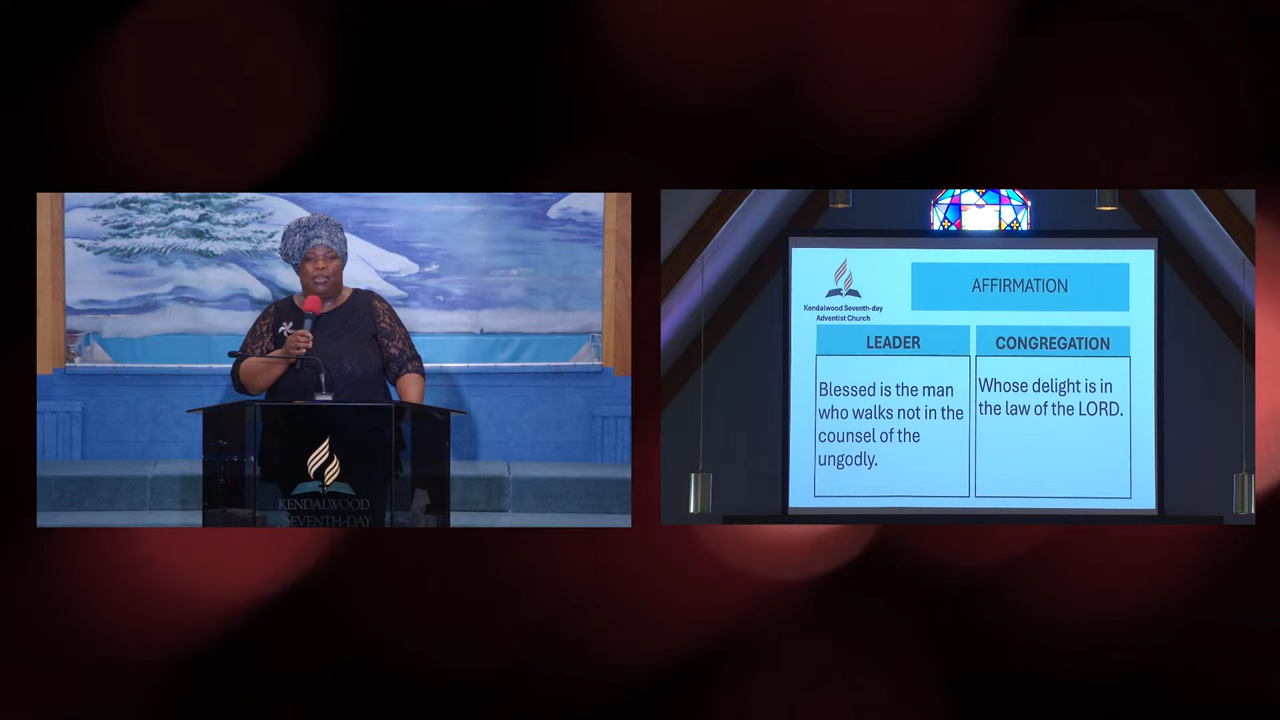 KENDALWOOD
SEVENTH-DAY
Kendalwood Seventh-day
Adventist Church
AFFIRMATION
LEADER
CONGREGATION
Blessed is the man
who walks not in the
counsel of the
ungodly.
Whose delight is in
the law of the LORD.